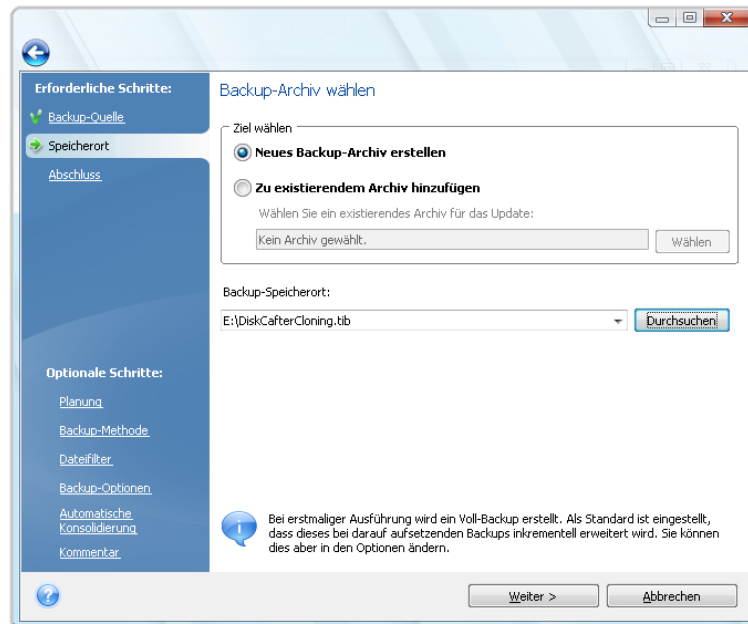 Erforderliche Schritte:
Backup-Quelle
Speicherort
Abschluss
Optionale Schritte:
Planung
Backup-Methode
Dateifilter
Backup-Optionen
Automatische
Konsolidierung
Kommentar
Backup-Archiv wählen
Ziel wählen
Neues Backup-Archiv erstellen
Zu existierendem Archiv hinzufügen
Wählen Sie ein existierendes Archiv für das Update:
Kein Archiv gewählt.
Wählen
Backup-Speicherort:
E:\DiskCafterCloning.tib
Durchsuchen
Bei erstmaliger Ausführung wird ein Voll-Backup erstellt. Als Standard ist eingestellt,
dass dieses bei darauf aufsetzenden Backups inkrementell erweitert wird. Sie können
dies aber in den Optionen ändern.
Weiter >
Abbrechen